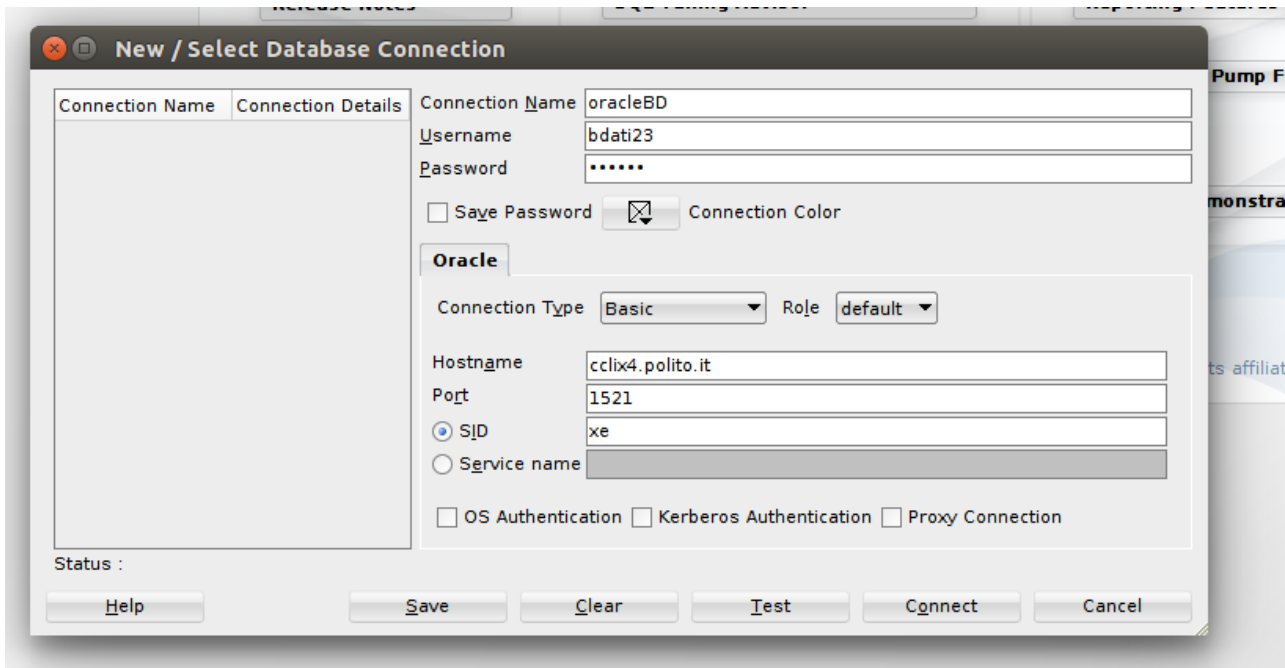 New / Select Database Connection
Connection Name Connection Details
Connection Name oracleBD
Username bdati23
Password ••••••
Save Password Connection Color
Oracle
Connection Type Basic Role default
Hostname cclix4.polito.it
Port 1521
SID xe
Service name
OS Authentication Kerberos Authentication Proxy Connection
Status :
Help Save Clear Test Connect Cancel
Pump F
monstra
ts affiliat